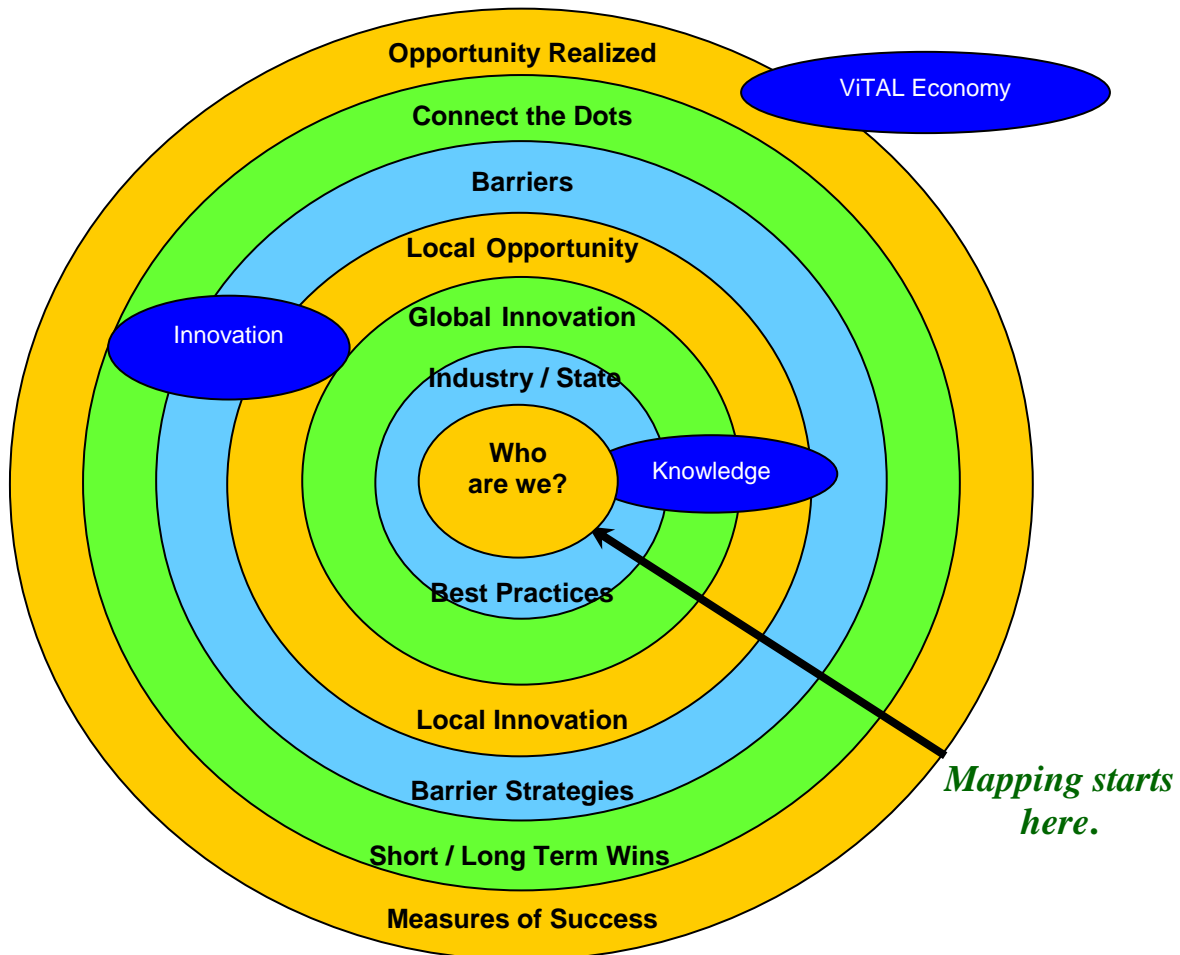 Opportunity Realized
ViTAL Economy
Connect the Dots
Barriers
Local Opportunity
Global Innovation
Innovation
Industry / State
Who
are we?
Knowledge
Best Practices
Local Innovation
Mapping starts
here.
Barrier Strategies
Short / Long Term Wins
Measures of Success